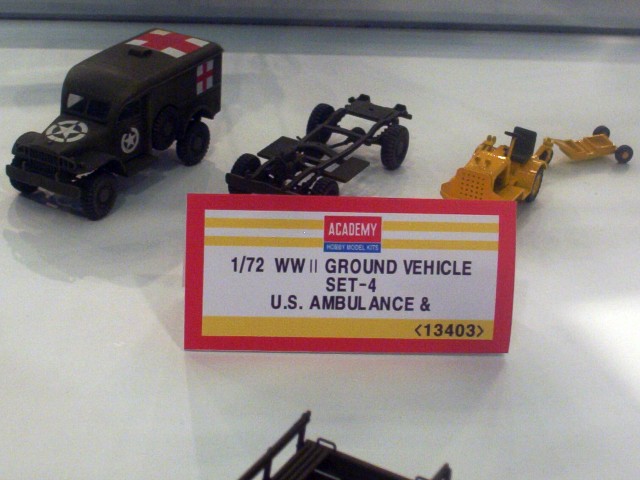 ACADEMY
HOBBY MODEL KITS
1/72 WW II GROUND VEHICLE
SET-4
U.S. AMBULANCE &
<13403>